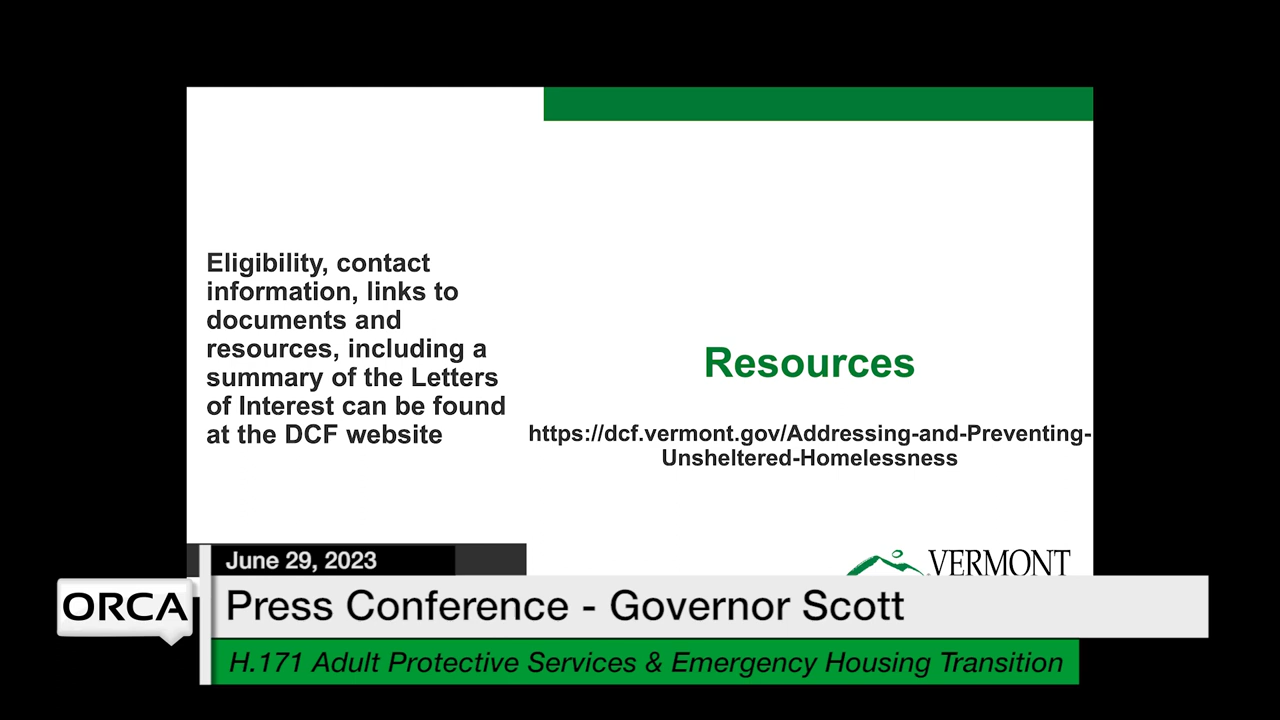 Eligibility, contact
information, links to
documents and
resources, including a
summary of the Letters
of Interest can be found
at the DCF website
Resources
https://dcf.vermont.gov/Addressing-and-Preventing-
Unsheltered-Homelessness
VERMONT
June 29, 2023
ORCA
Press Conference - Governor Scott
H.171 Adult Protective Services & Emergency Housing Transition